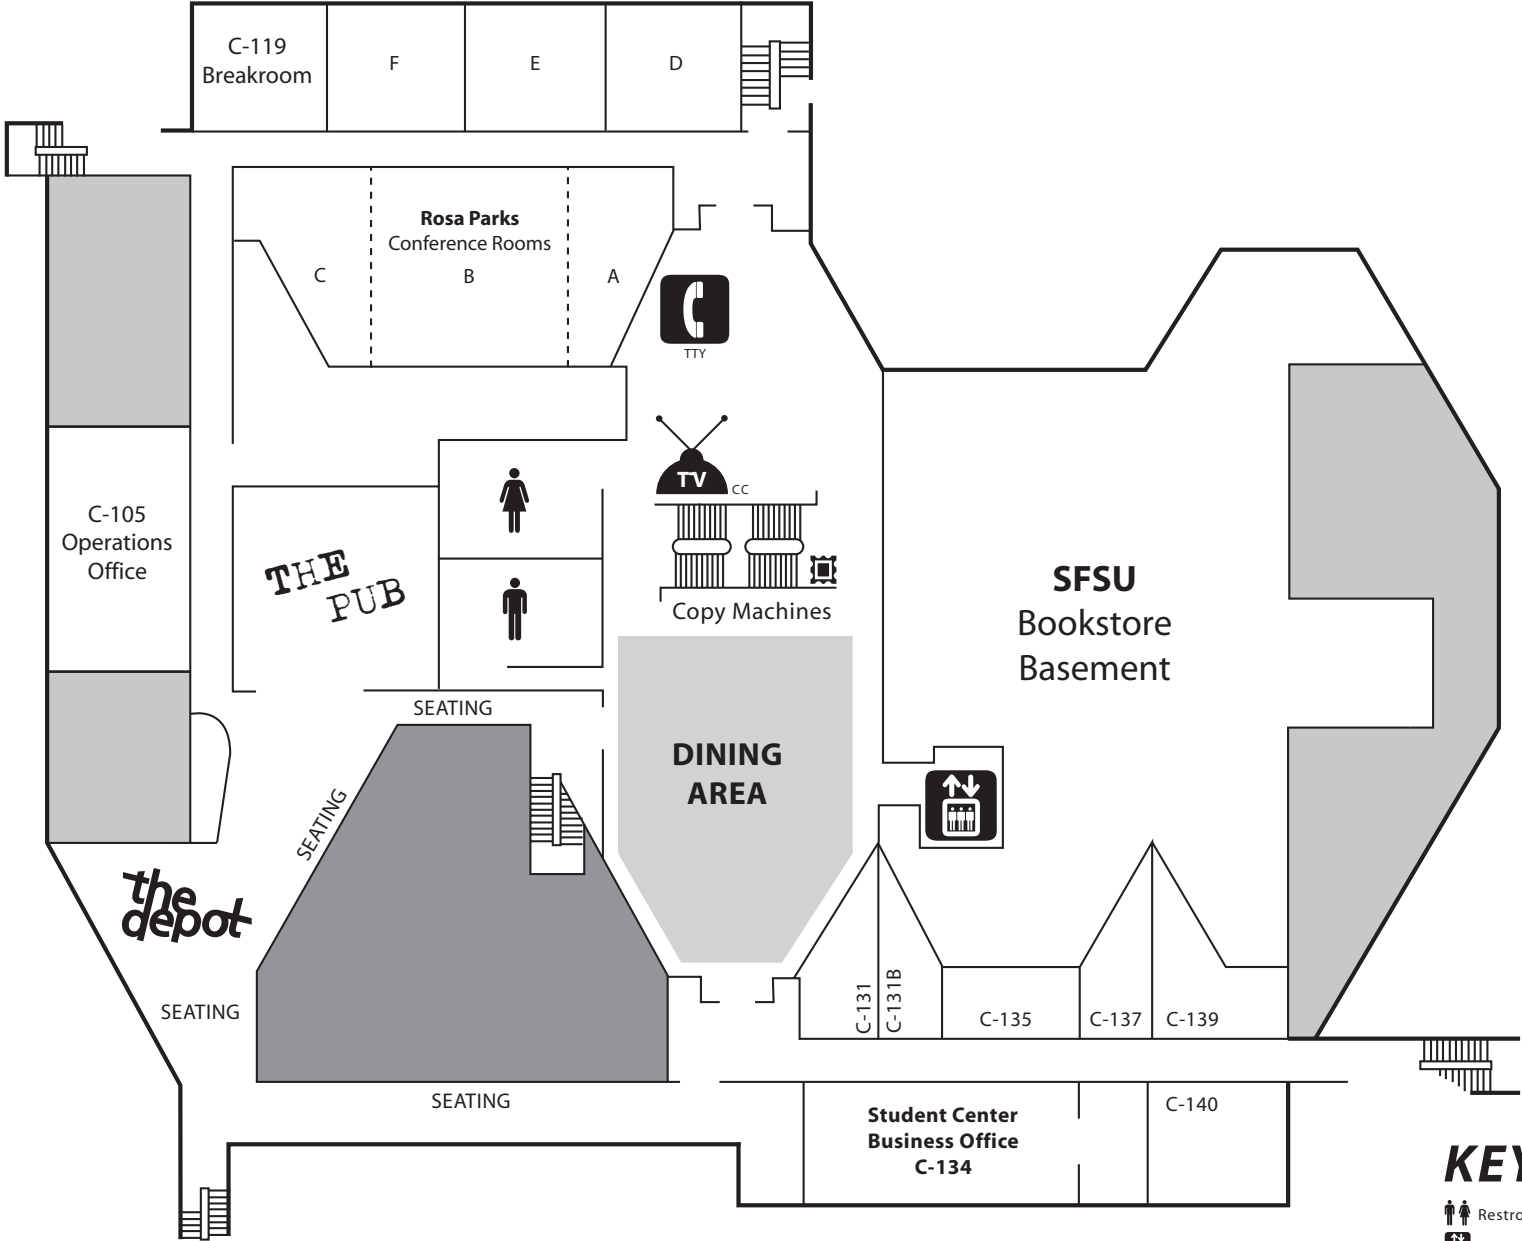 C-119
Breakroom
F
E
D
Rosa Parks
Conference Rooms
C
B
A
TTY
TV
CC
C-105
Operations
Office
THE
PUB
Copy Machines
SFSU
Bookstore
Basement
SEATING
DINING
AREA
SEATING
the
depot
SEATING
C-131
C-131B
C-135
C-137
C-139
SEATING
Student Center
Business Office
C-134
C-140
KEY
Restro